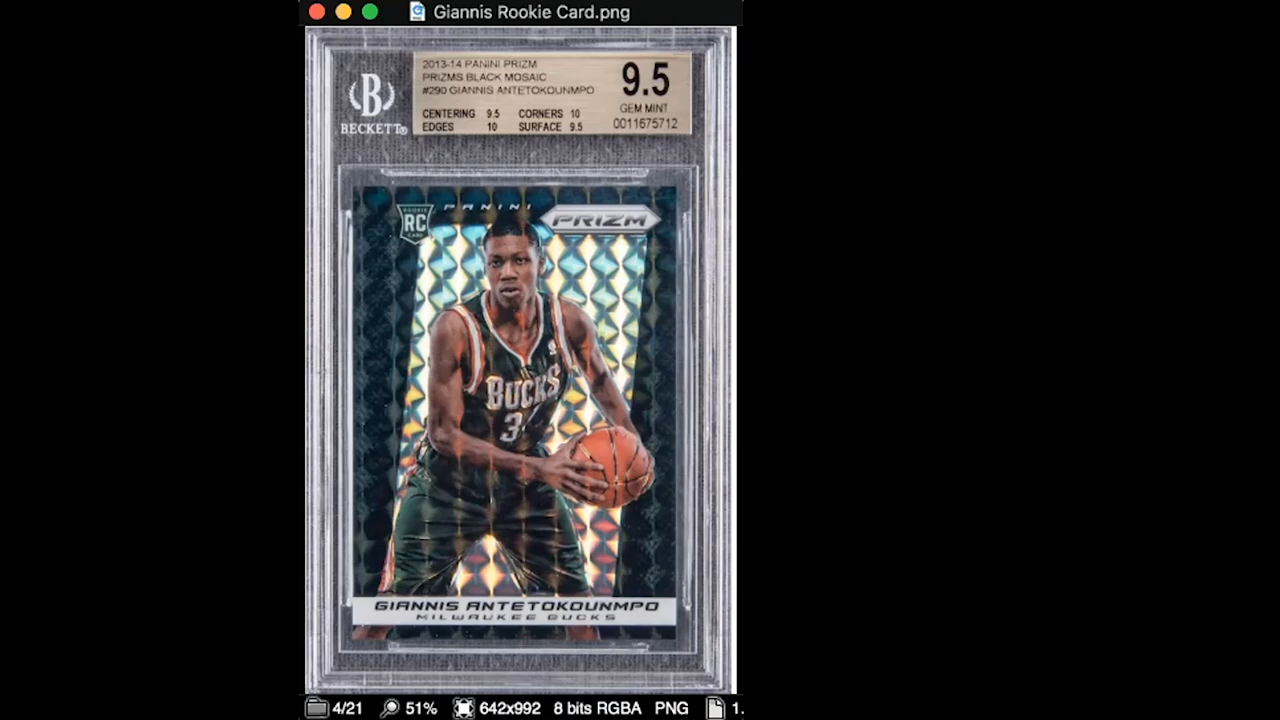 Giannis Rookie Card.png
2013-14 PANINI PRIZM
PRIZMS BLACK MOSAIC
#290 GIANNIS ANTETOKOUNMPO
9.5
GEM MINT
0011675712
CENTERING 9.5 CORNERS 10
EDGES 10 SURFACE 9.5
B
BECKETT®
ROOKIE
RC
CARD
PANINI
PRIZM
BUCKS
GIANNIS ANTETOKOUNMPO
MILWAUKEE BUCKS
4/21 51% 642x992 8 bits RGBA PNG 1.